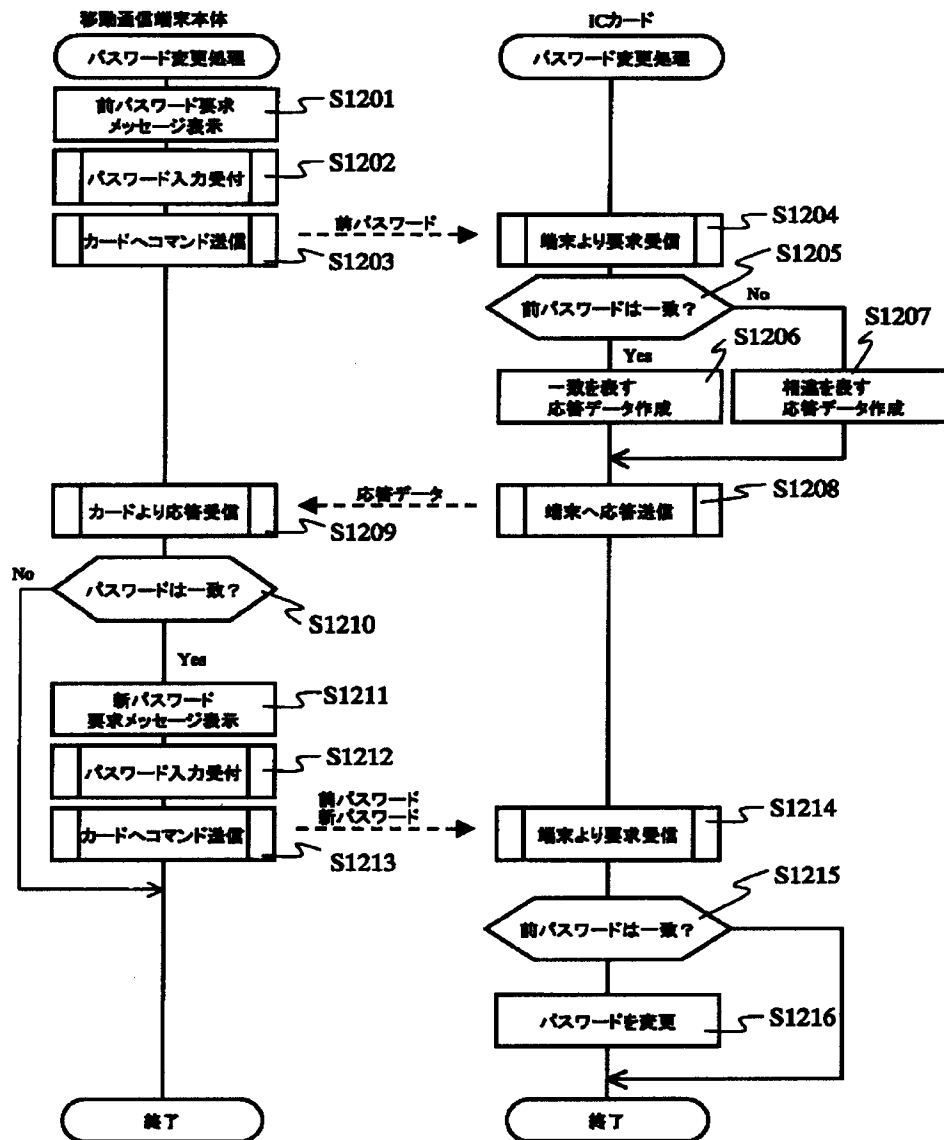 移動通信端末本体
ICカード
パスワード変更処理
パスワード変更処理
前パスワード要求
メッセージ表示
S1201
パスワード入力受付
S1202
カードへコマンド送信
S1203
前パスワード
端末より要求受信
S1204
前パスワードは一致？
S1205
No
Yes
一致を表す
応答データ作成
S1206
相違を表す
応答データ作成
S1207
端末へ応答送信
S1208
応答データ
カードより応答受信
S1209
パスワードは一致？
S1210
No
Yes
新パスワード
要求メッセージ表示
S1211
パスワード入力受付
S1212
カードへコマンド送信
S1213
前パスワード
新パスワード
端末より要求受信
S1214
前パスワードは一致？
S1215
パスワードを変更
S1216
終了
終了